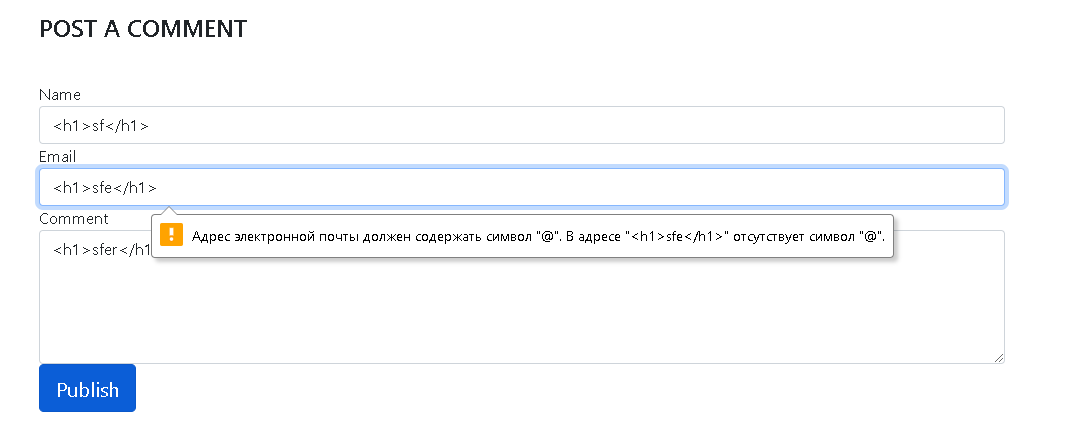 POST A COMMENT
Name
<h1>sf</h1>
Email
<h1>sfe</h1>
Comment
Адрес электронной почты должен содержать символ "@". В адресе "<h1>sfe</h1>" отсутствует символ "@".
<h1>sfer</h1
Publish